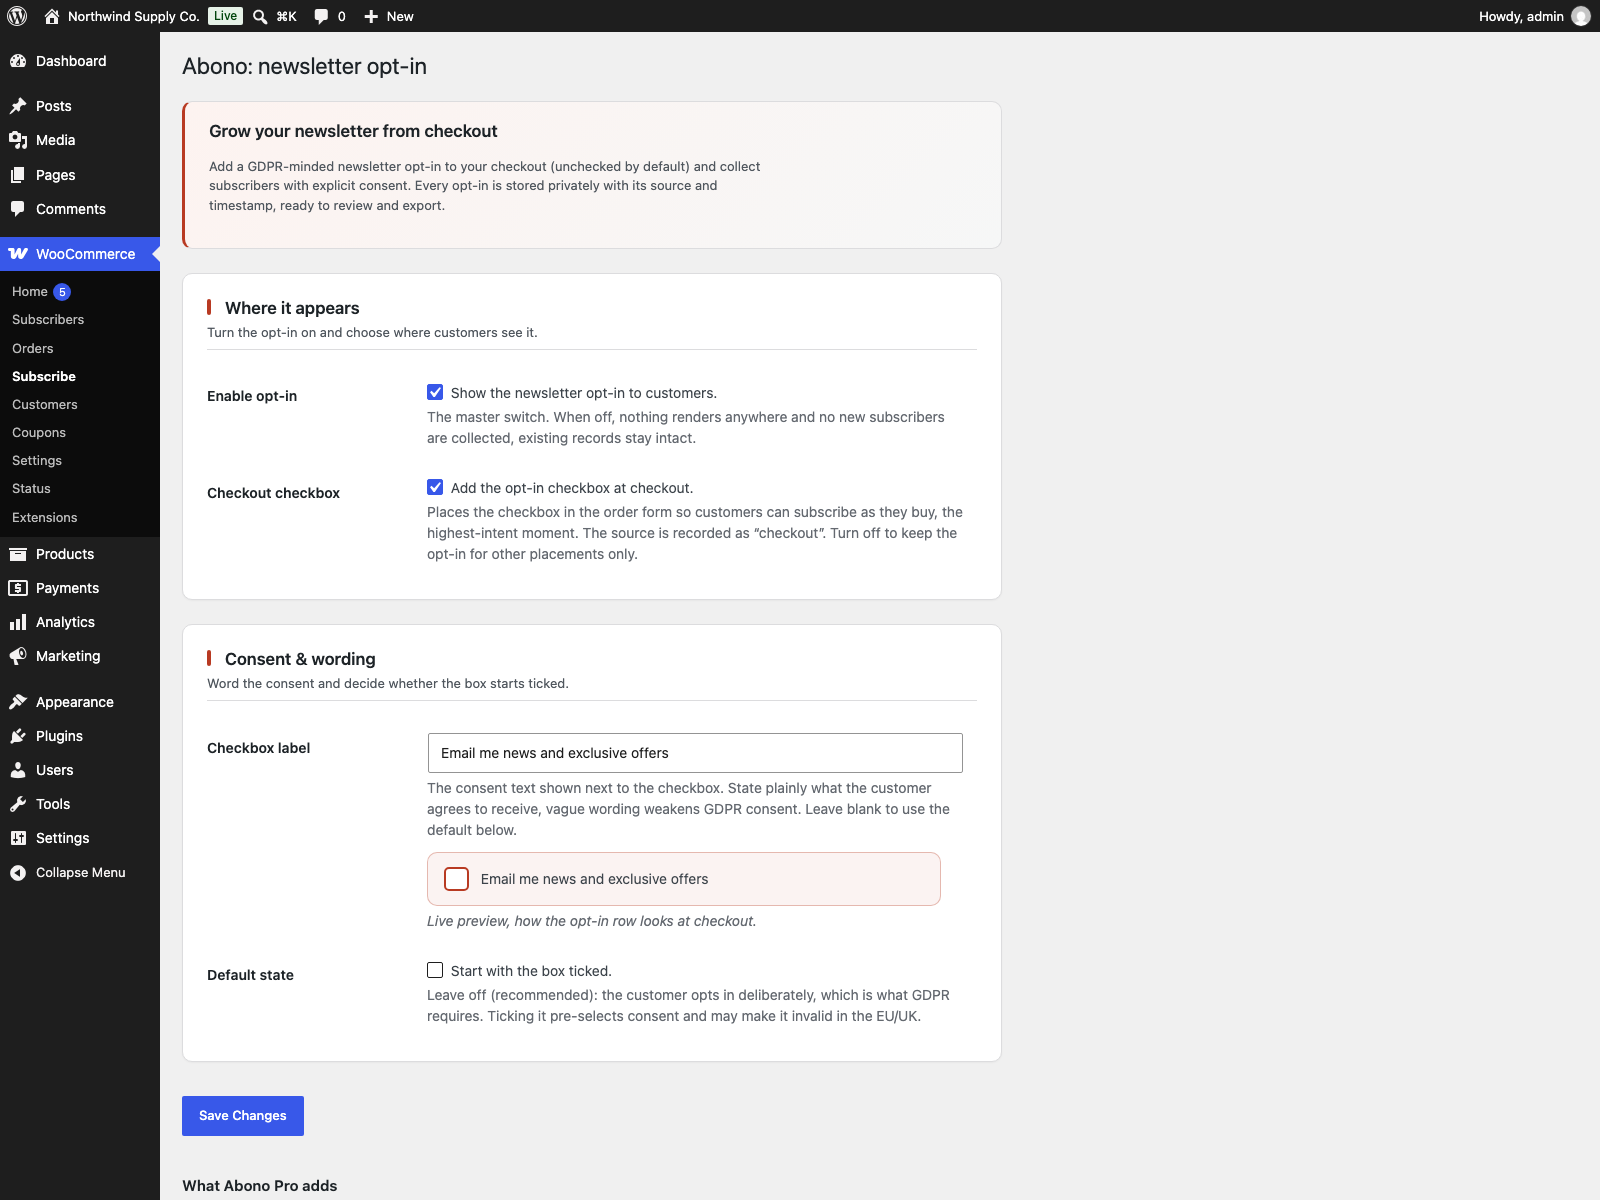 Northwind Supply Co.
Live
⌘K
0
New
Howdy, admin
Dashboard
Posts
Media
Pages
Comments
WooCommerce
Home 5
Subscribers
Orders
Subscribe
Customers
Coupons
Settings
Status
Extensions
Products
Payments
Analytics
Marketing
Appearance
Plugins
Users
Tools
Settings
Collapse Menu
Abono: newsletter opt-in
Grow your newsletter from checkout
Add a GDPR-minded newsletter opt-in to your checkout (unchecked by default) and collect
subscribers with explicit consent. Every opt-in is stored privately with its source and
timestamp, ready to review and export.
Where it appears
Turn the opt-in on and choose where customers see it.
Enable opt-in
Show the newsletter opt-in to customers.
The master switch. When off, nothing renders anywhere and no new subscribers
are collected, existing records stay intact.
Checkout checkbox
Add the opt-in checkbox at checkout.
Places the checkbox in the order form so customers can subscribe as they buy, the
highest-intent moment. The source is recorded as “checkout”. Turn off to keep the
opt-in for other placements only.
Consent & wording
Word the consent and decide whether the box starts ticked.
Checkbox label
Email me news and exclusive offers
The consent text shown next to the checkbox. State plainly what the customer
agrees to receive, vague wording weakens GDPR consent. Leave blank to use the
default below.
Email me news and exclusive offers
Live preview, how the opt-in row looks at checkout.
Default state
Start with the box ticked.
Leave off (recommended): the customer opts in deliberately, which is what GDPR
requires. Ticking it pre-selects consent and may make it invalid in the EU/UK.
Save Changes
What Abono Pro adds